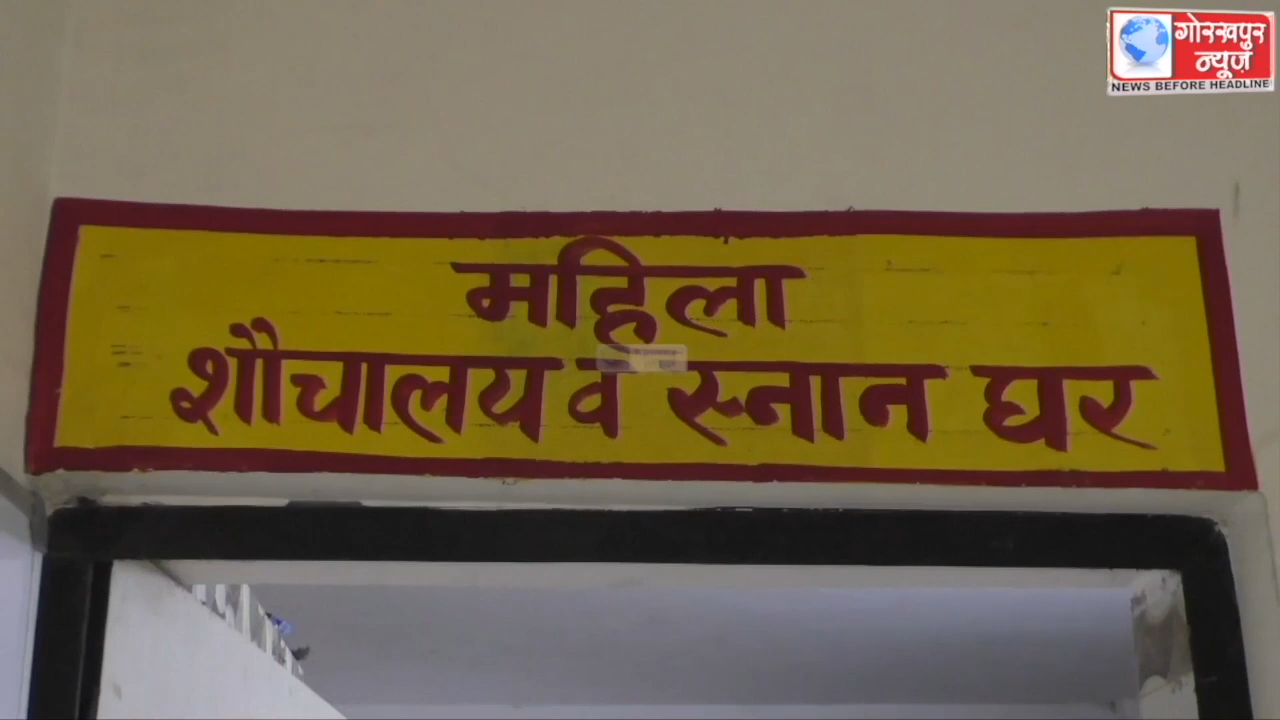 गोरखपुर
न्यूज़
NEWS BEFORE HEADLINE
महिला
शौचालय व स्नान घर